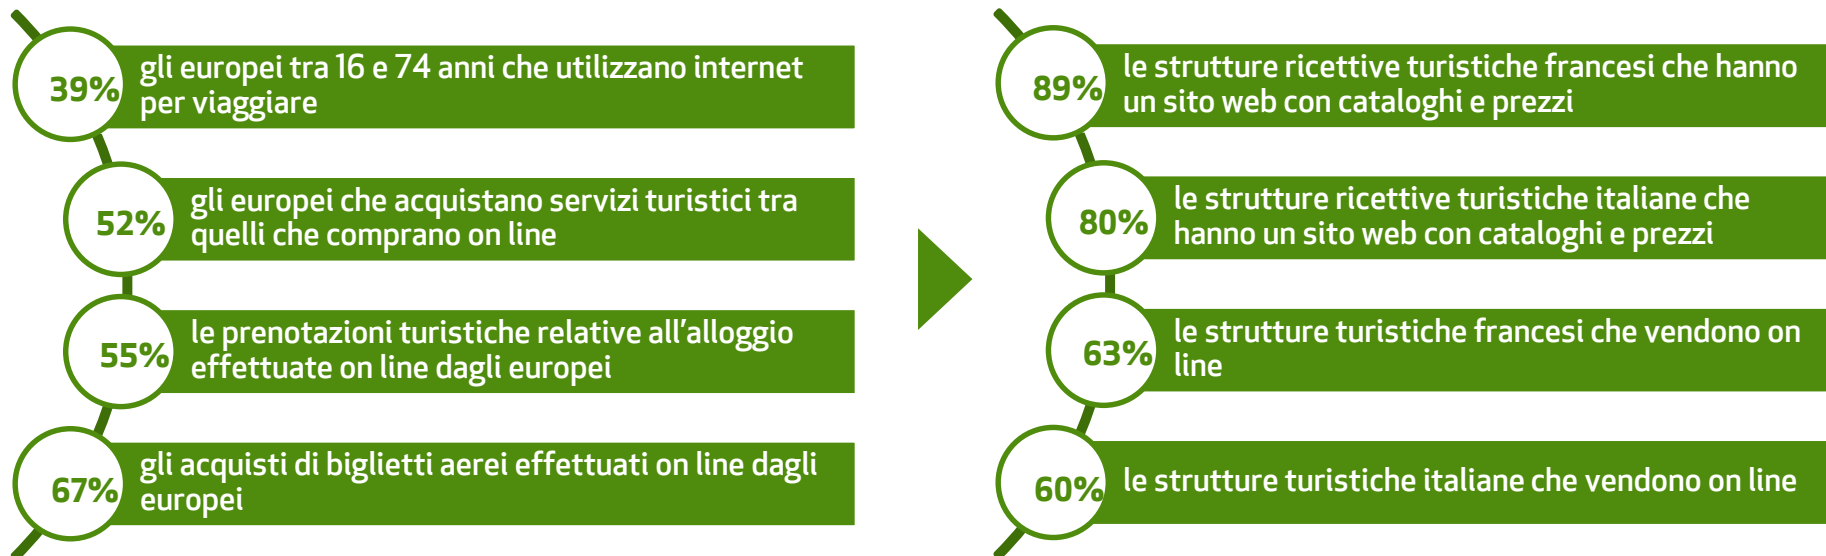 39%
gli europei tra 16 e 74 anni che utilizzano internet
per viaggiare
52%
gli europei che acquistano servizi turistici tra
quelli che comprano on line
55%
le prenotazioni turistiche relative all’alloggio
effettuate on line dagli europei
67%
gli acquisti di biglietti aerei effettuati on line dagli
europei
89%
le strutture ricettive turistiche francesi che hanno
un sito web con cataloghi e prezzi
80%
le strutture ricettive turistiche italiane che
hanno un sito web con cataloghi e prezzi
63%
le strutture turistiche francesi che vendono on
line
60%
le strutture turistiche italiane che vendono on line